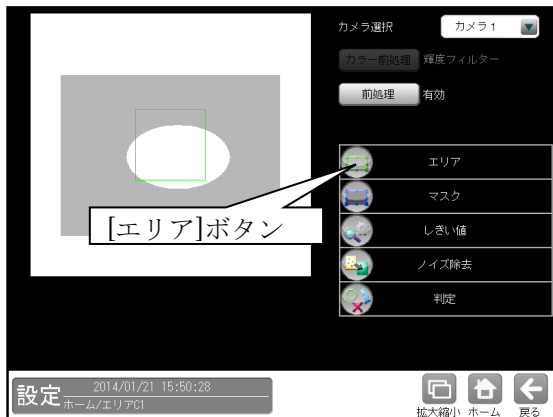 カメラ選択
カメラ1
カラー前処理
輝度フィルター
前処理
有効
エリア
マスク
[エリア]ボタン
しきい値
ノイズ除去
判定
設定
2014/01/21 15:50:28
ホーム/エリアC1
拡大縮小
ホーム
戻る